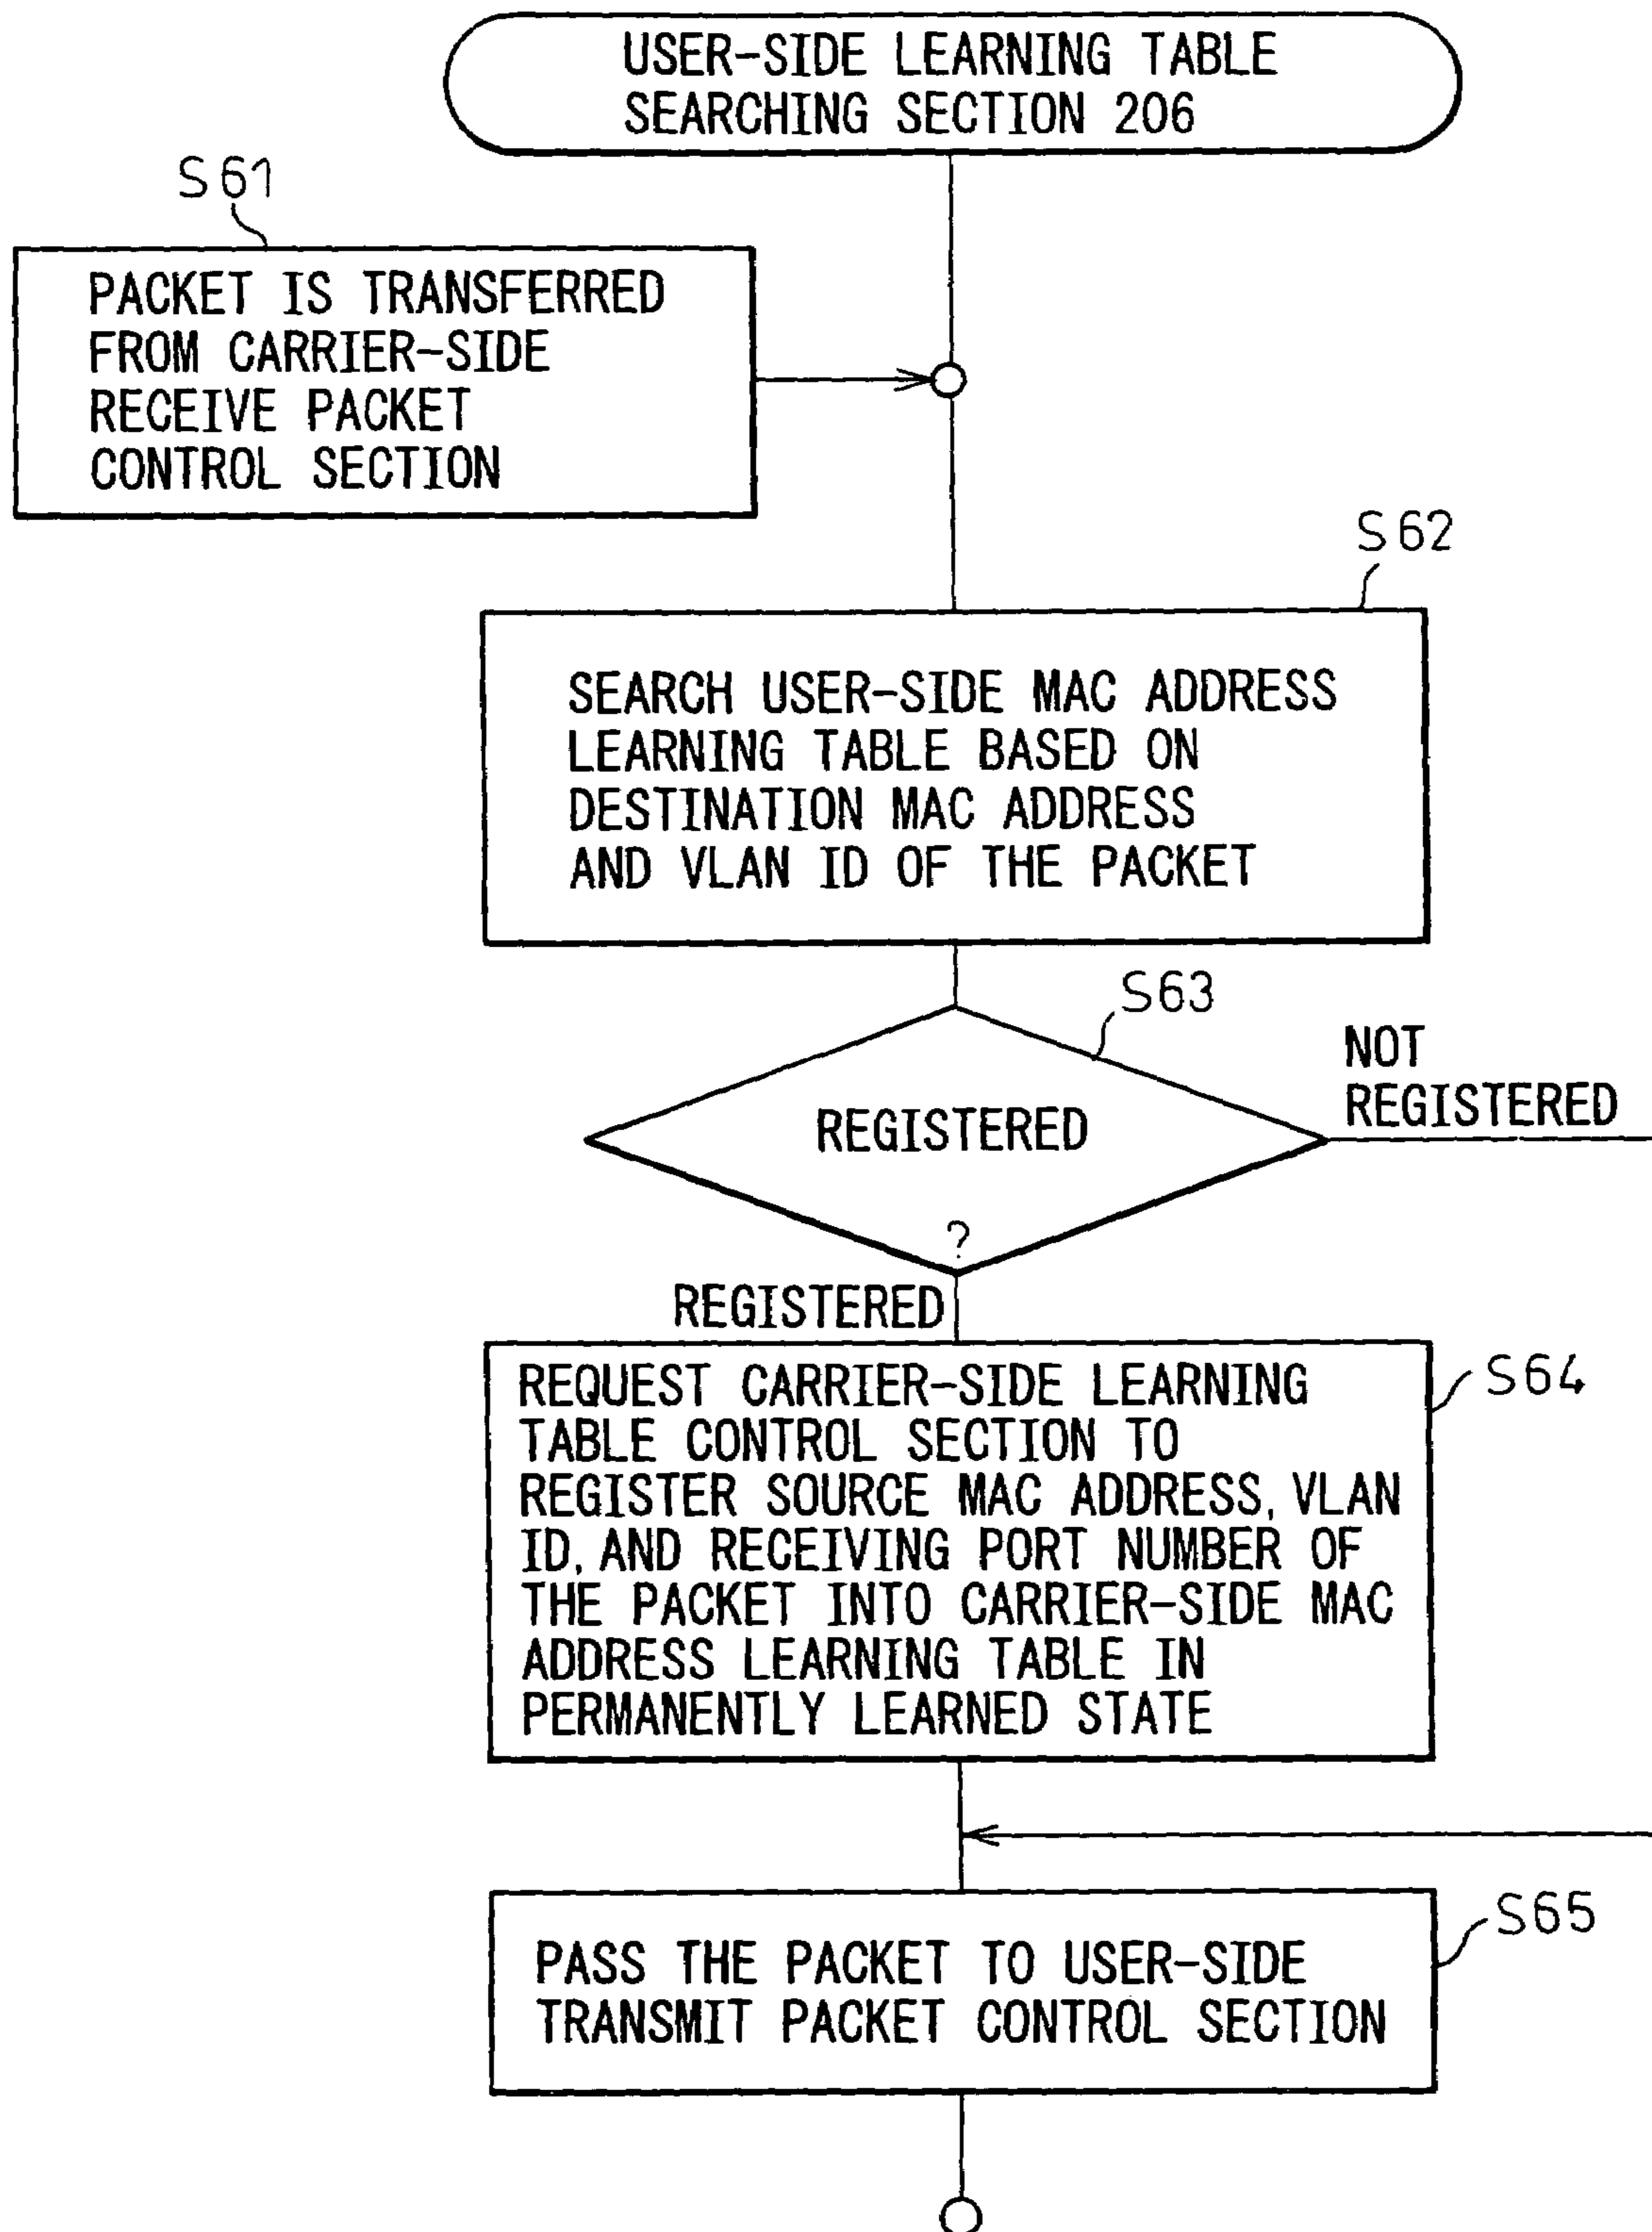 USER-SIDE LEARNING TABLE
SEARCHING SECTION 206
S61
PACKET IS TRANSFERRED
FROM CARRIER-SIDE
RECEIVE PACKET
CONTROL SECTION
S62
SEARCH USER-SIDE MAC ADDRESS
LEARNING TABLE BASED ON
DESTINATION MAC ADDRESS
AND VLAN ID OF THE PACKET
S63
NOT
REGISTERED
REGISTERED
?
REGISTERED
S64
REQUEST CARRIER-SIDE LEARNING
TABLE CONTROL SECTION TO
REGISTER SOURCE MAC ADDRESS, VLAN
ID, AND RECEIVING PORT NUMBER OF
THE PACKET INTO CARRIER-SIDE MAC
ADDRESS LEARNING TABLE IN
PERMANENTLY LEARNED STATE
S65
PASS THE PACKET TO USER-SIDE
TRANSMIT PACKET CONTROL SECTION